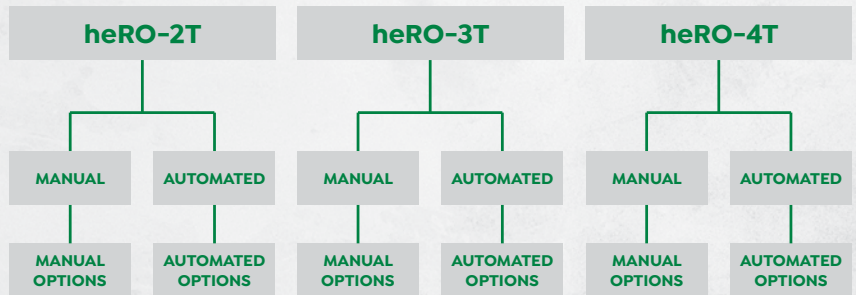 heRO-2T
heRO-3T
heRO-4T
MANUAL
AUTOMATED
MANUAL
AUTOMATED
MANUAL
AUTOMATED
MANUAL
OPTIONS
AUTOMATED
OPTIONS
MANUAL
OPTIONS
AUTOMATED
OPTIONS
MANUAL
OPTIONS
AUTOMATED
OPTIONS